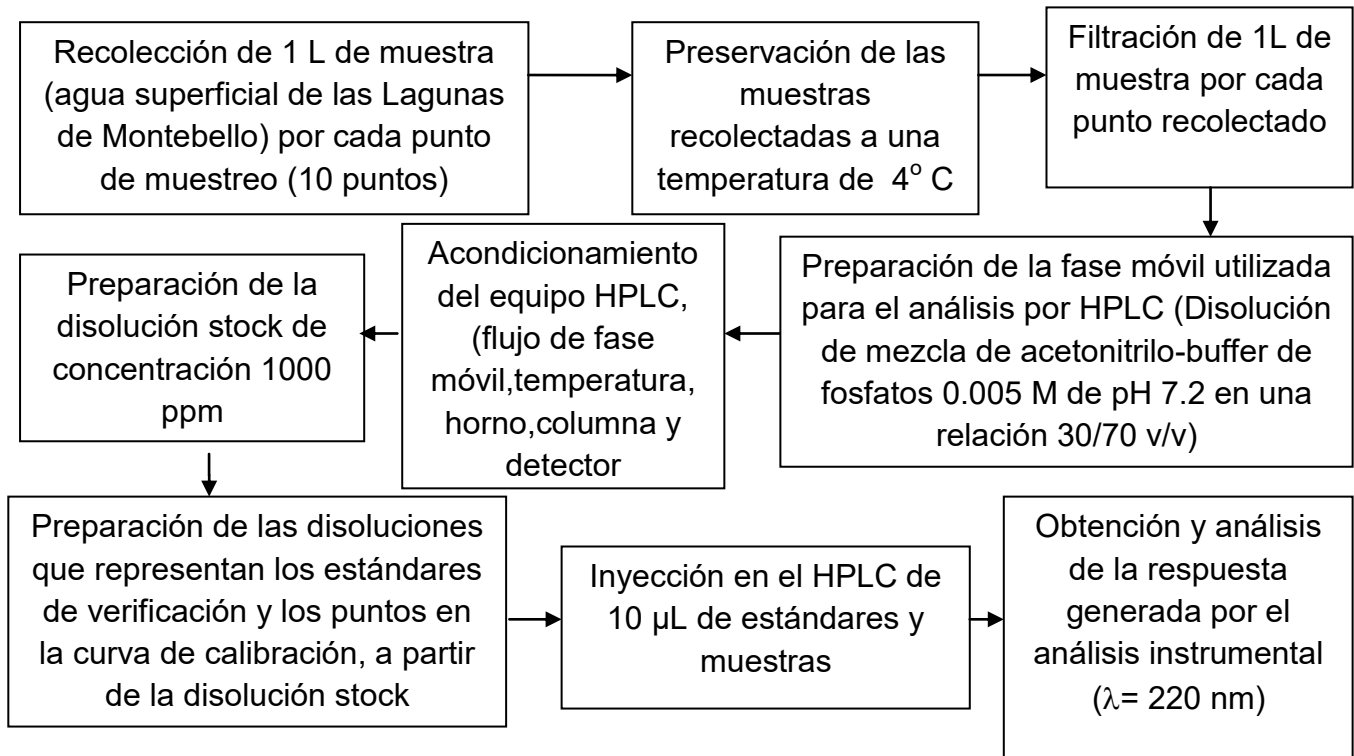 Recolección de 1 L de muestra
(agua superficial de las Lagunas
de Montebello) por cada punto
de muestreo (10 puntos)
Preservación de las
muestras
recolectadas a una
temperatura de 4° C
Filtración de 1L de
muestra por cada
punto recolectado
Preparación de la fase móvil utilizada
para el análisis por HPLC (Disolución
de mezcla de acetonitrilo-buffer de
fosfatos 0.005 M de pH 7.2 en una
relación 30/70 v/v)
Acondicionamiento
del equipo HPLC,
(flujo de fase
móvil,temperatura,
horno,columna y
detector
Preparación de la
disolución stock de
concentración 1000
ppm
Preparación de las disoluciones
que representan los estándares
de verificación y los puntos en
la curva de calibración, a partir
de la disolución stock
Inyección en el HPLC de
10 µL de estándares y
muestras
Obtención y análisis
de la respuesta
generada por el
análisis instrumental
(λ= 220 nm)